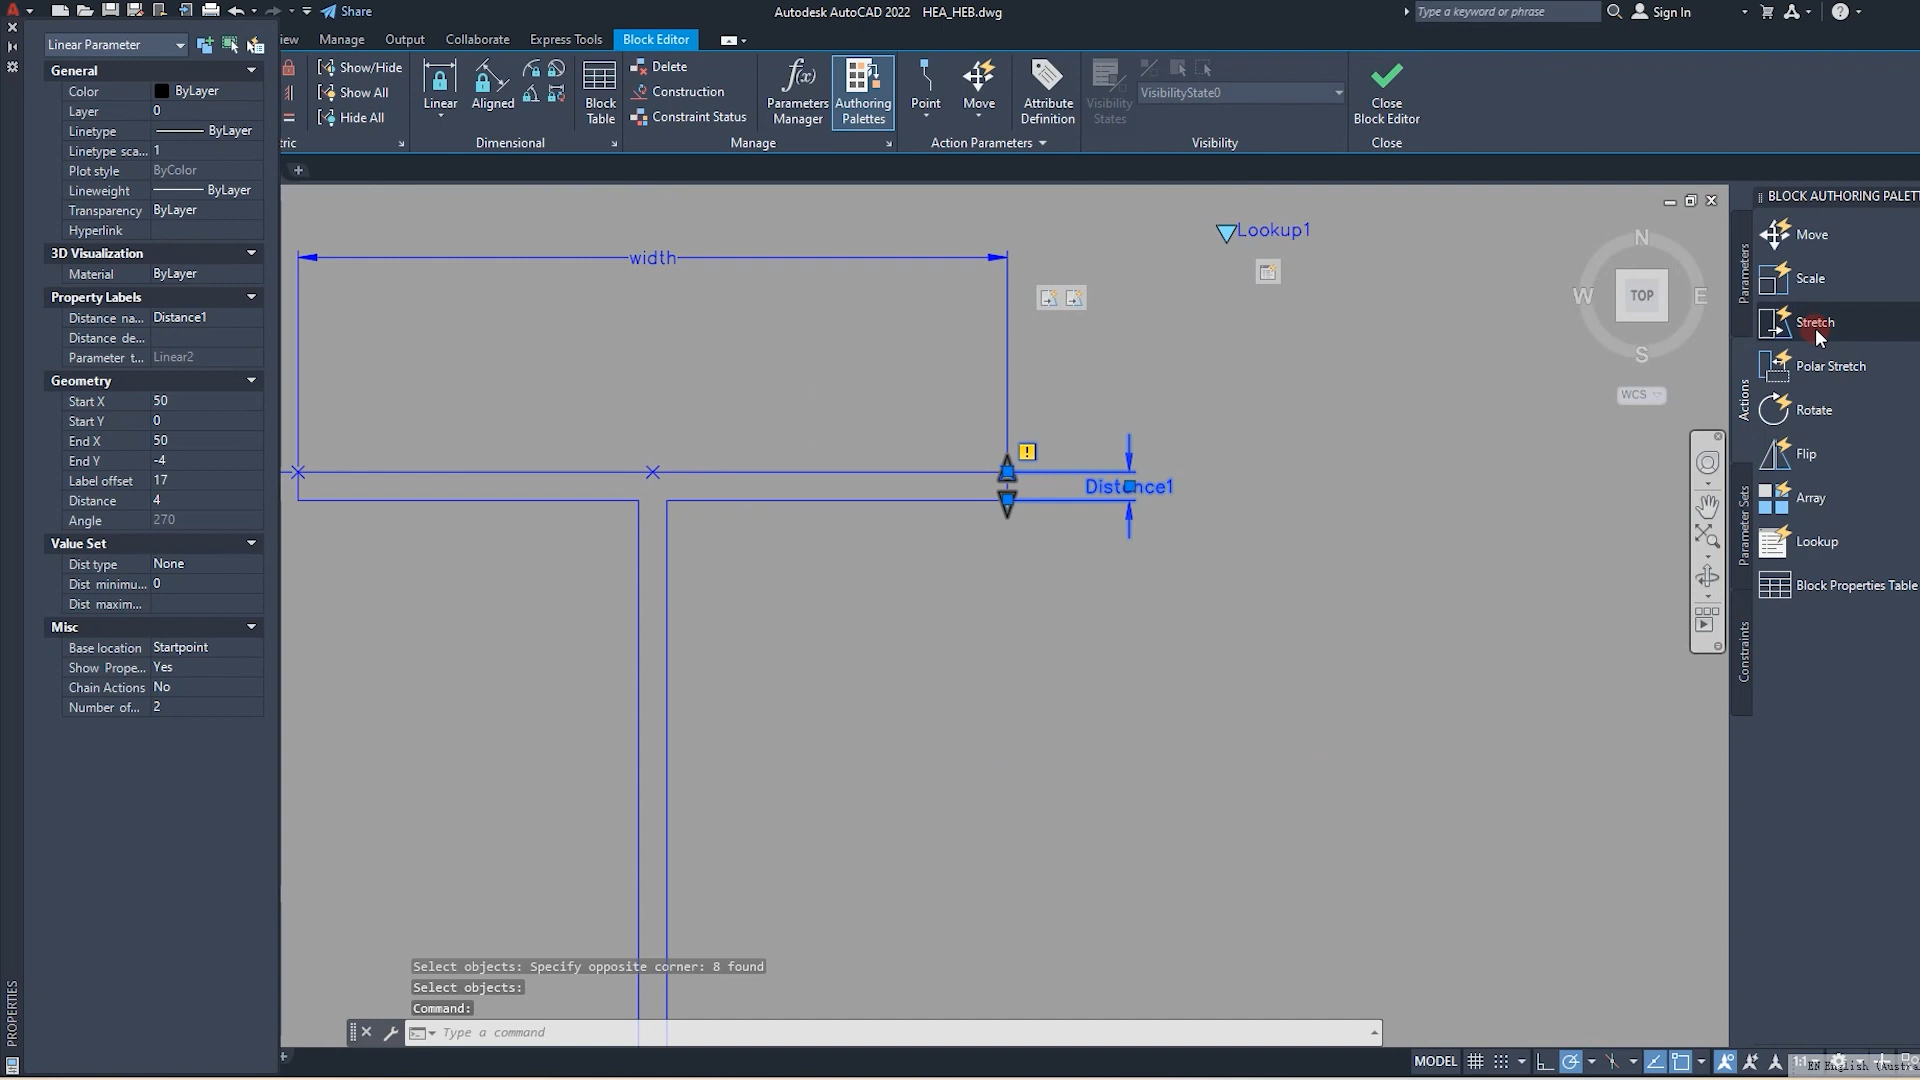 Share
Autodesk AutoCAD 2022 HEA_HEB.dwg
Type a keyword or phrase
Sign In
Linear Parameter
iew Manage Output Collaborate Express Tools Block Editor
General
Color ByLayer
Layer 0
Linetype ByLayer
Linetype sca... 1
Plot style ByColor
Lineweight ByLayer
Transparency ByLayer
Hyperlink
3D Visualization
Material ByLayer
Property Labels
Distance na... Distance1
Distance de...
Parameter t... Linear2
Geometry
Start X 50
Start Y 0
End X 50
End Y -4
Label offset 17
Distance 4
Angle 270
Value Set
Dist type None
Dist minimu... 0
Dist maxim...
Misc
Base location Startpoint
Show Prope... Yes
Chain Actions No
Number of... 2
PROPERTIES
Show/Hide
Show All
Hide All
tric
Linear
Aligned
Dimensional
Block Table
Delete
Construction
Constraint Status
Manage
Parameters Manager
Authoring Palettes
Point
Move
Action Parameters
Attribute Definition
Visibility States
VisibilityState0
Visibility
Close Block Editor
Close
width
Lookup1
Distance1
N
W
TOP
E
S
WCS
BLOCK AUTHORING PALETT
Move
Scale
Stretch
Polar Stretch
Rotate
Flip
Array
Lookup
Block Properties Table
Parameters
Actions
Parameter Sets
Constraints
Select objects: Specify opposite corner: 8 found
Select objects:
Command:
Type a command
MODEL
1:1
EN English (Austra